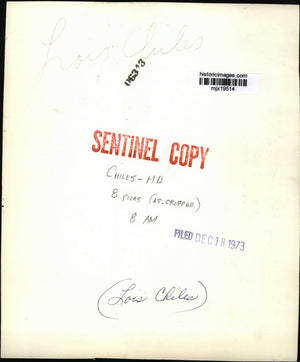 Lois Chiles
06313
historicimages.com
mjx19514
SENTINEL COPY
CHILES - MD
8 PICAS (AS CROPPED)
8 AM
FILED DEC 18 1973
(Lois Chiles)